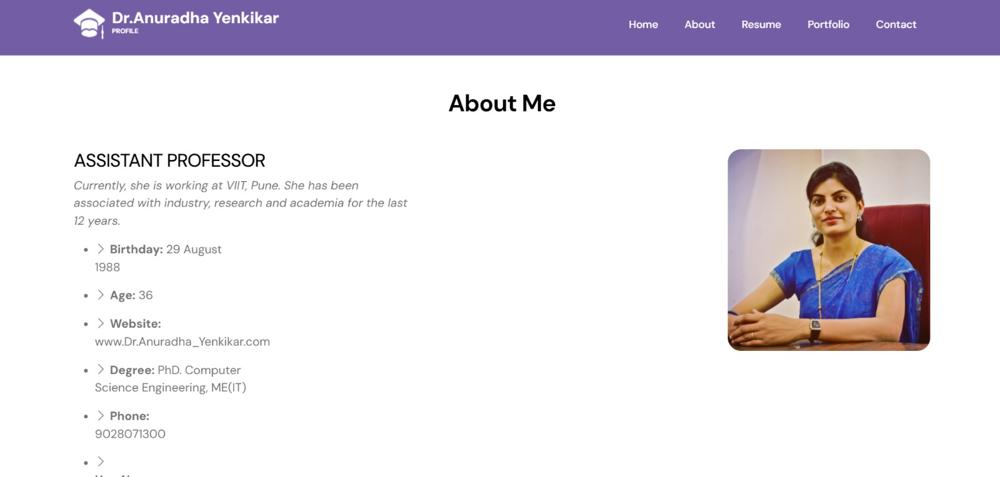 Dr.Anuradha Yenkikar
PROFILE
Home About Resume Portfolio Contact
About Me
ASSISTANT PROFESSOR
Currently, she is working at VIIT, Pune. She has been
associated with industry, research and academia for the last
12 years.
Birthday: 29 August
1988
Age: 36
Website:
www.Dr.Anuradha_Yenkikar.com
Degree: PhD. Computer
Science Engineering, ME(IT)
Phone:
9028071300